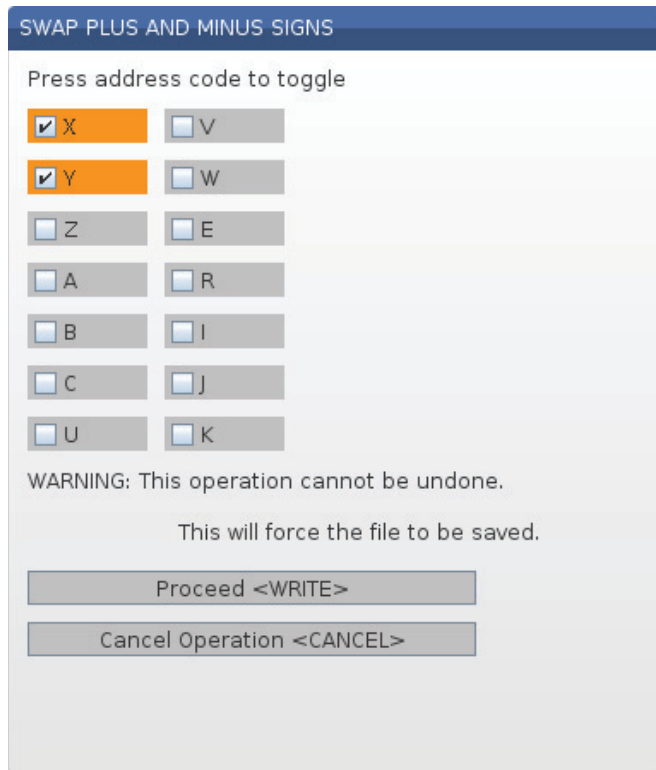 SWAP PLUS AND MINUS SIGNS
Press address code to toggle
X V
Y W
Z E
A R
B I
C J
U K
WARNING: This operation cannot be undone.
This will force the file to be saved.
Proceed <WRITE>
Cancel Operation <CANCEL>